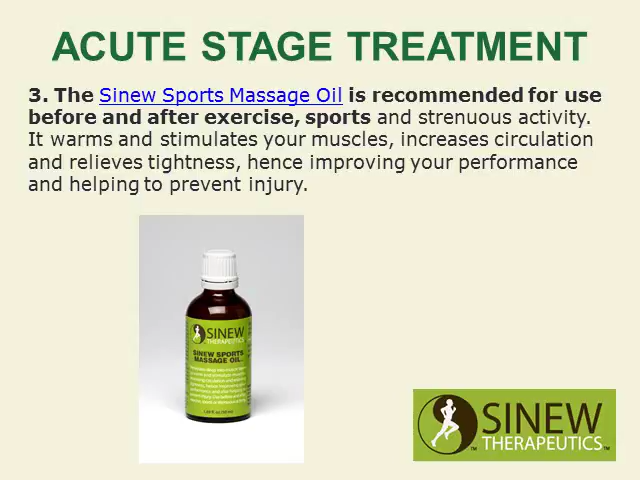 ACUTE STAGE TREATMENT
3. The Sinew Sports Massage Oil is recommended for use
before and after exercise, sports and strenuous activity.
It warms and stimulates your muscles, increases circulation
and relieves tightness, hence improving your performance
and helping to prevent injury.
SINEW
THERAPEUTICS
SINEW SPORTS
MASSAGE OIL
SINEW
™ THERAPEUTICS™